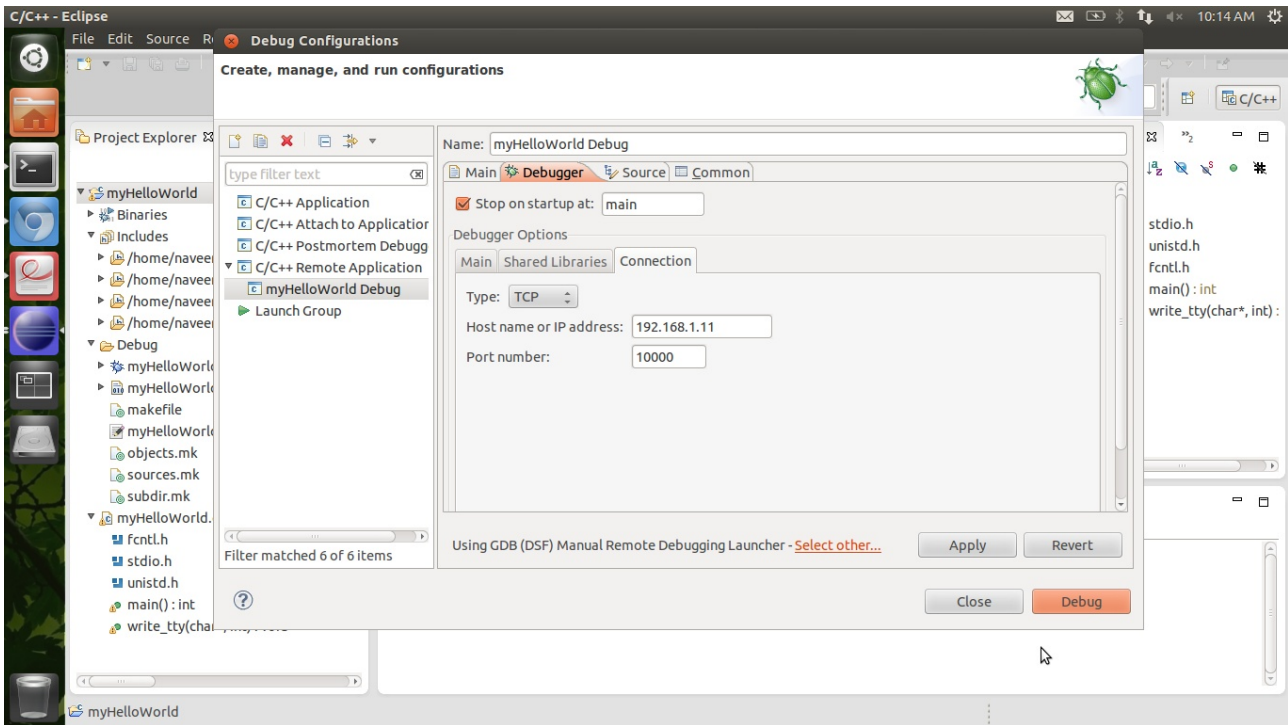 C/C++ - Eclipse
10:14 AM
File Edit Source
Debug Configurations
Create, manage, and run configurations
C/C++
Project Explorer
myHelloWorld
Binaries
Includes
/home/navee
/home/navee
/home/navee
/home/navee
Debug
myHelloWorl
myHelloWorl
makefile
myHelloWorl
objects.mk
sources.mk
subdir.mk
myHelloWorld.
fcntl.h
stdio.h
unistd.h
main() : int
write_tty(char
type filter text
C/C++ Application
C/C++ Attach to Application
C/C++ Postmortem Debugg
C/C++ Remote Application
myHelloWorld Debug
Launch Group
Filter matched 6 of 6 items
Name: myHelloWorld Debug
Main Debugger Source Common
Stop on startup at: main
Debugger Options
Main Shared Libraries Connection
Type: TCP
Host name or IP address: 192.168.1.11
Port number: 10000
Using GDB (DSF) Manual Remote Debugging Launcher - Select other...
Apply Revert
Close Debug
stdio.h
unistd.h
fcntl.h
main() : int
write_tty(char*, int) :
myHelloWorld